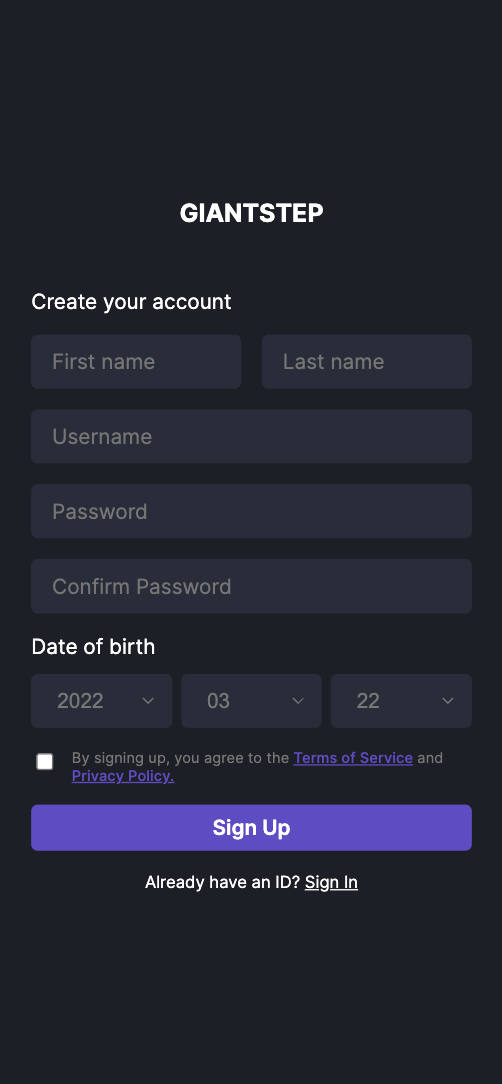 GIANTSTEP
Create your account
First name Last name
Username
Password
Confirm Password
Date of birth
2022 03 22
By signing up, you agree to the Terms of Service and
Privacy Policy.
Sign Up
Already have an ID? Sign In